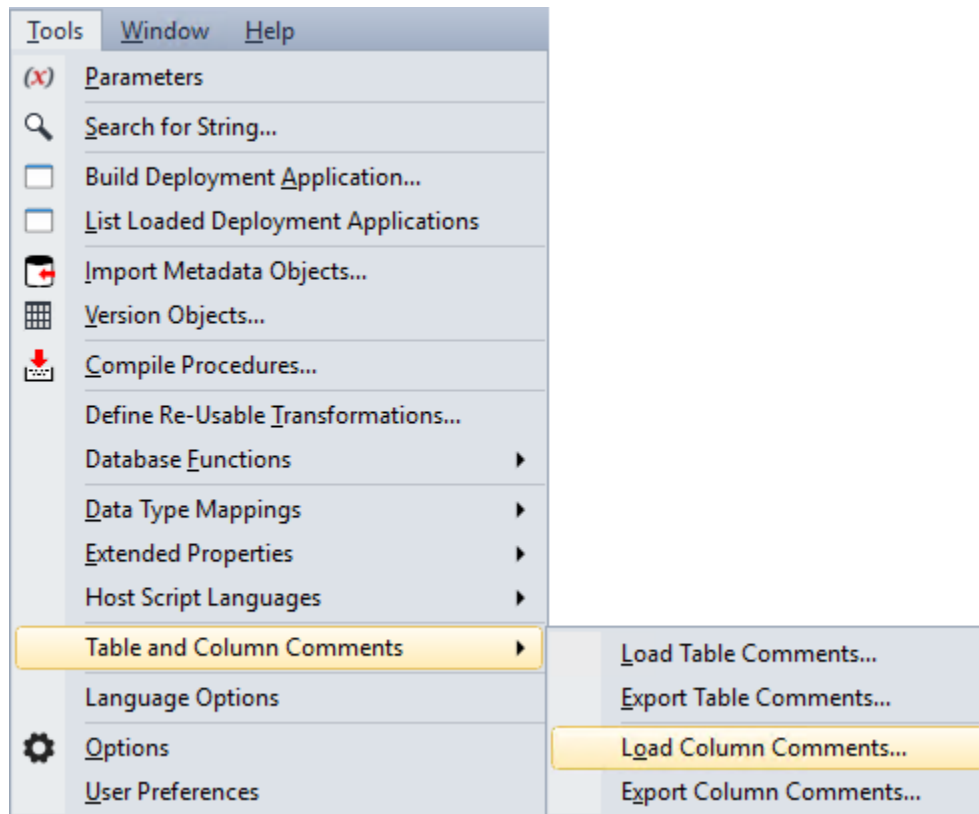 Tools Window Help
(x) Parameters
Search for String...
Build Deployment Application...
List Loaded Deployment Applications
Import Metadata Objects...
Version Objects...
Compile Procedures...
Define Re-Usable Transformations...
Database Functions
Data Type Mappings
Extended Properties
Host Script Languages
Table and Column Comments
Load Table Comments...
Language Options
Export Table Comments...
Options
Load Column Comments...
User Preferences
Export Column Comments...